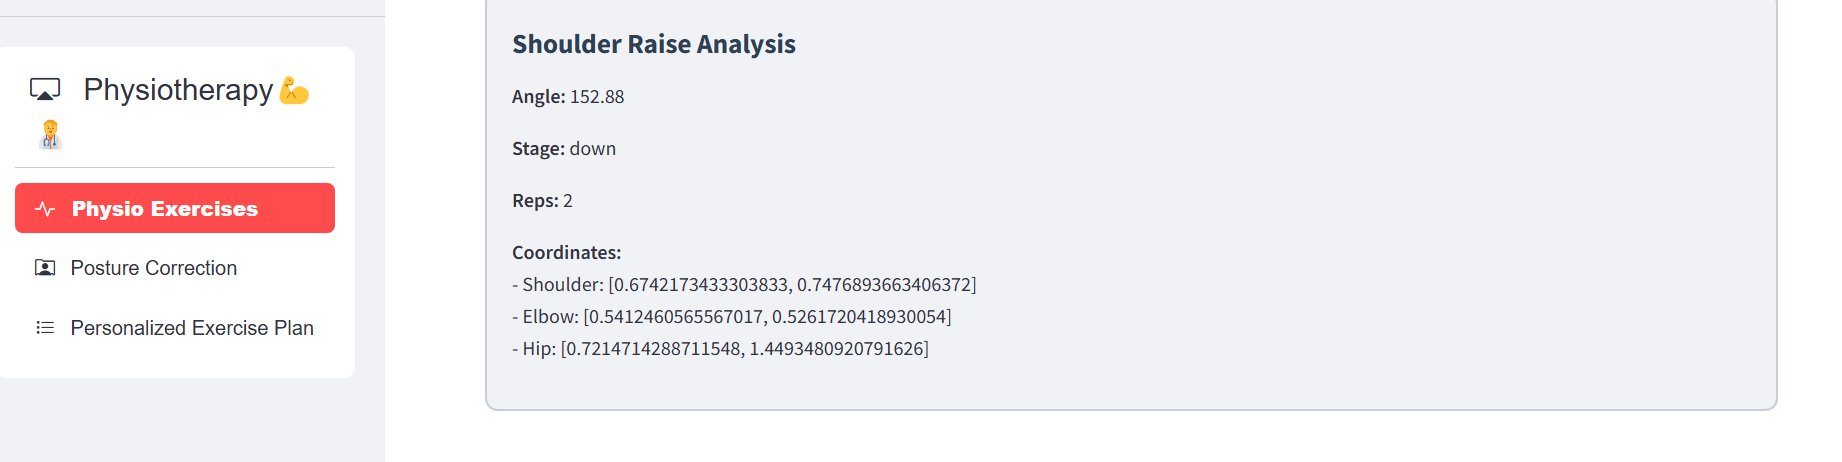 Physiotherapy💪
🧑‍⚕️
Physio Exercises
Posture Correction
Personalized Exercise Plan
Shoulder Raise Analysis
Angle: 152.88
Stage: down
Reps: 2
Coordinates:
- Shoulder: [0.6742173433303833, 0.7476893663406372]
- Elbow: [0.5412460565567017, 0.5261720418930054]
- Hip: [0.7214714288711548, 1.4493480920791626]